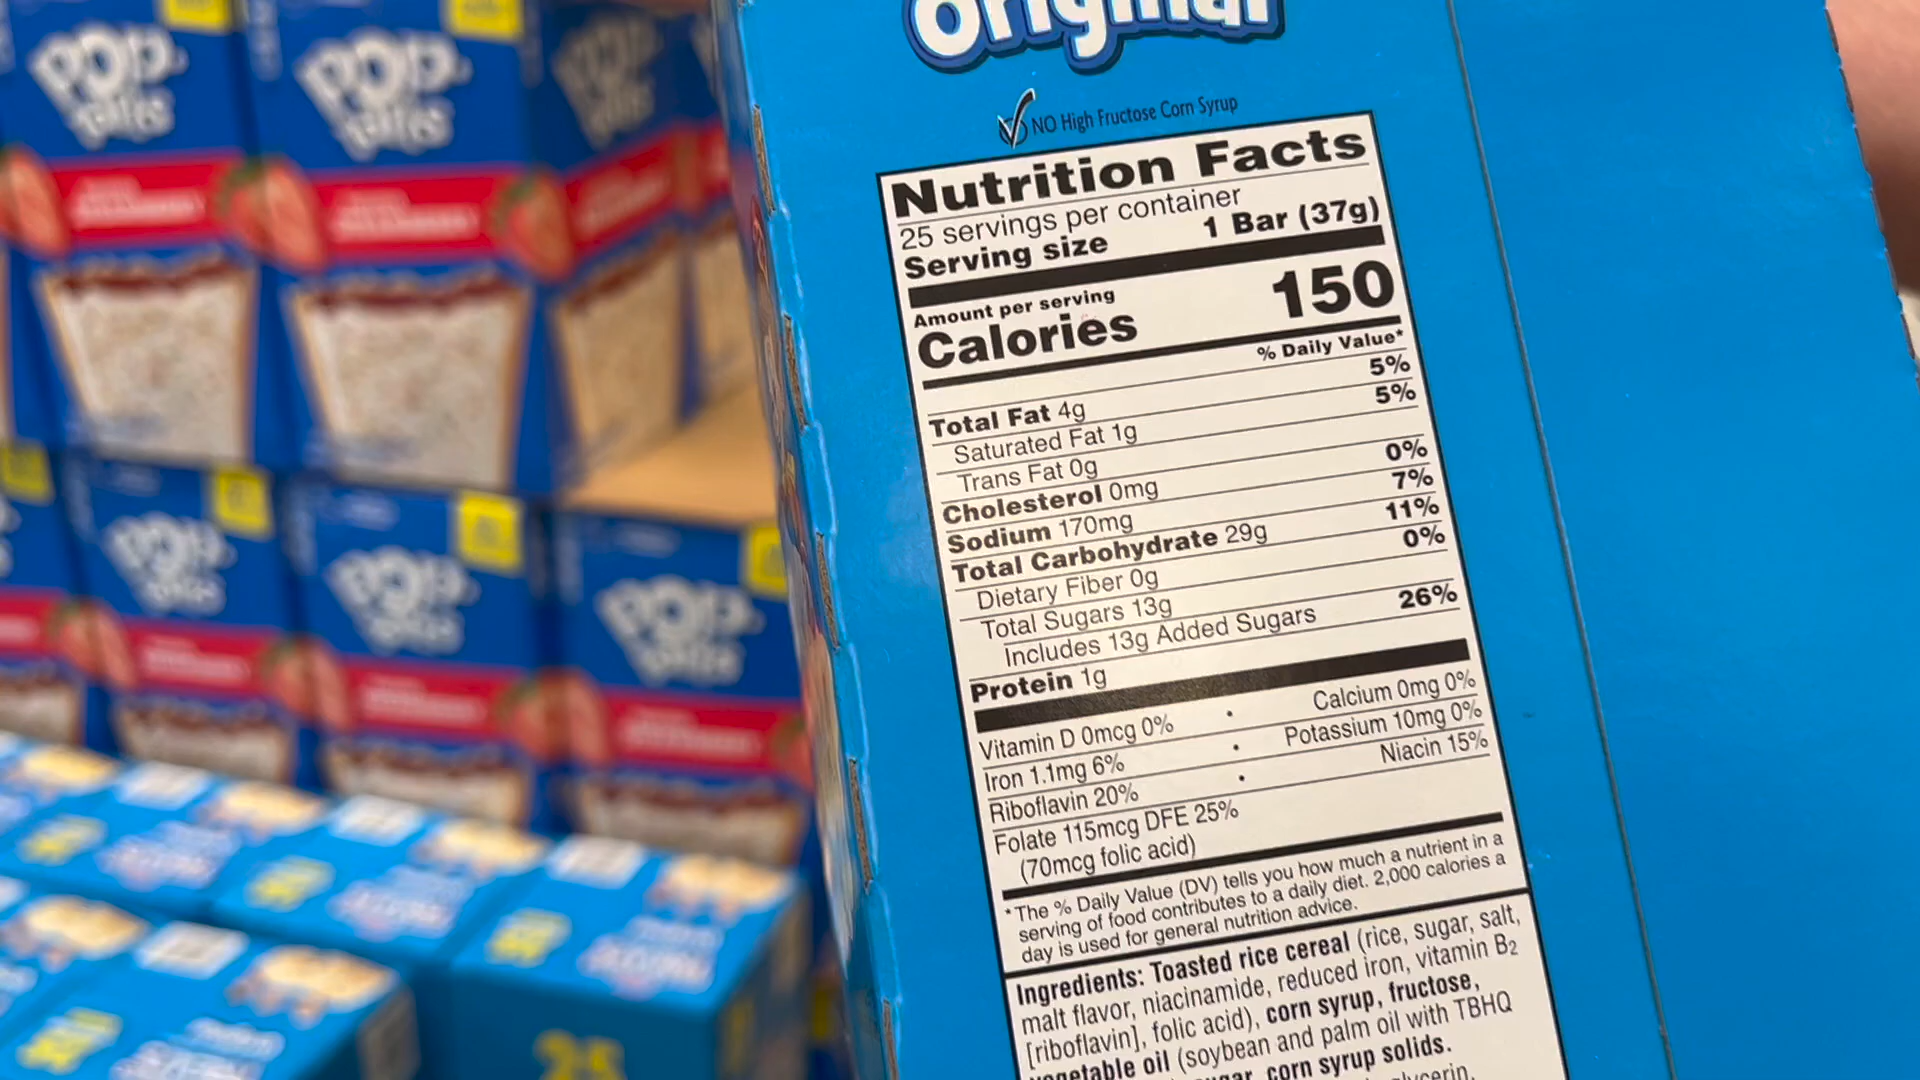 Original
NO High Fructose Corn Syrup
Nutrition Facts
25 servings per container
Serving size 1 Bar (37g)
Amount per serving
Calories 150
% Daily Value*
Total Fat 4g 5%
Saturated Fat 1g 5%
Trans Fat 0g
Cholesterol 0mg 0%
Sodium 170mg 7%
Total Carbohydrate 29g 11%
Dietary Fiber 0g 0%
Total Sugars 13g
Includes 13g Added Sugars 26%
Protein 1g
Vitamin D 0mcg 0% • Calcium 0mg 0%
Iron 1.1mg 6% • Potassium 10mg 0%
Riboflavin 20% • Niacin 15%
Folate 115mcg DFE 25%
(70mcg folic acid)
*The % Daily Value (DV) tells you how much a nutrient in a
serving of food contributes to a daily diet. 2,000 calories a
day is used for general nutrition advice.
Ingredients: Toasted rice cereal (rice, sugar, salt,
malt flavor, niacinamide, reduced iron, vitamin B2
[riboflavin], folic acid), corn syrup, fructose,
vegetable oil (soybean and palm oil with TBHQ
corn syrup solids.
POP
POP
POP
POP
POP
25